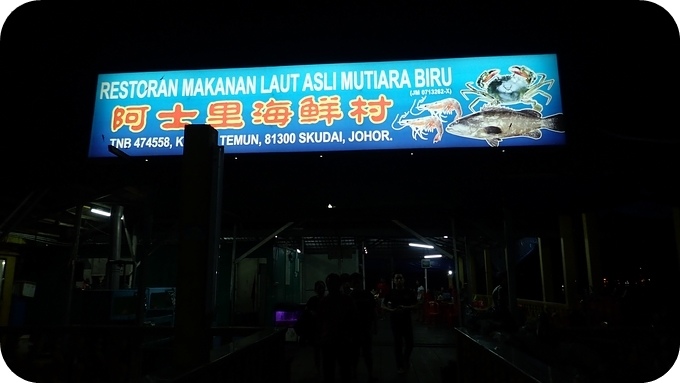 RESTORAN MAKANAN LAUT ASLI MUTIARA BIRU
(JM 0713262-X)
阿士里海鲜村
TNB 474558, TEMUN, 81300 SKUDAI, JOHOR.